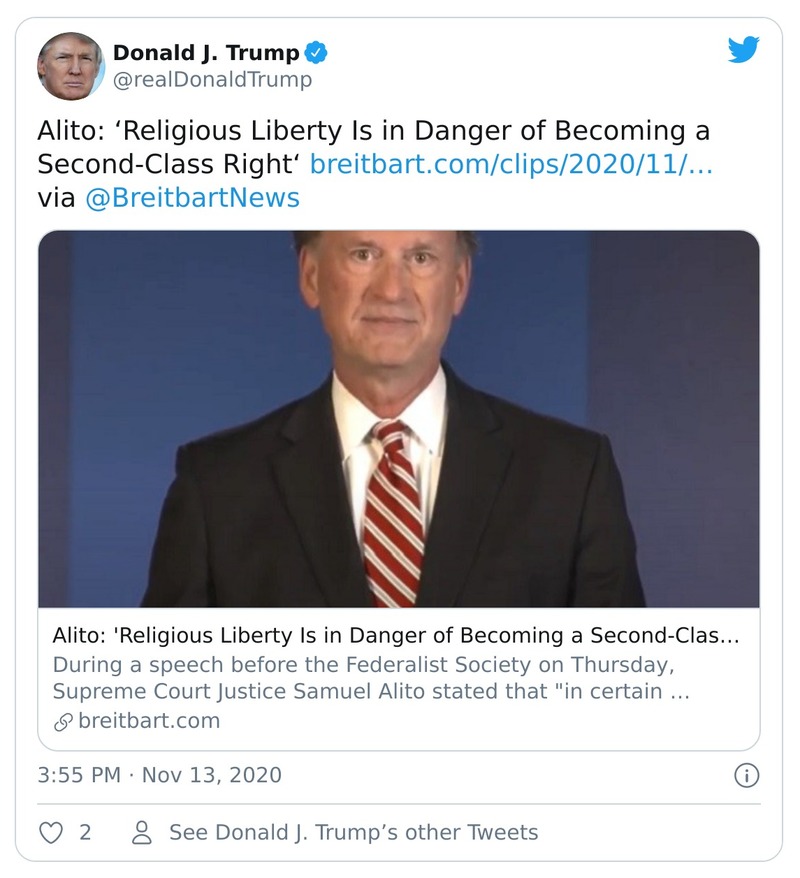 Donald J. Trump
@realDonaldTrump
Alito: ‘Religious Liberty Is in Danger of Becoming a
Second-Class Right‘ breitbart.com/clips/2020/11/…
via @BreitbartNews
Alito: 'Religious Liberty Is in Danger of Becoming a Second-Clas…
During a speech before the Federalist Society on Thursday,
Supreme Court Justice Samuel Alito stated that "in certain …
breitbart.com
3:55 PM · Nov 13, 2020
2 See Donald J. Trump’s other Tweets